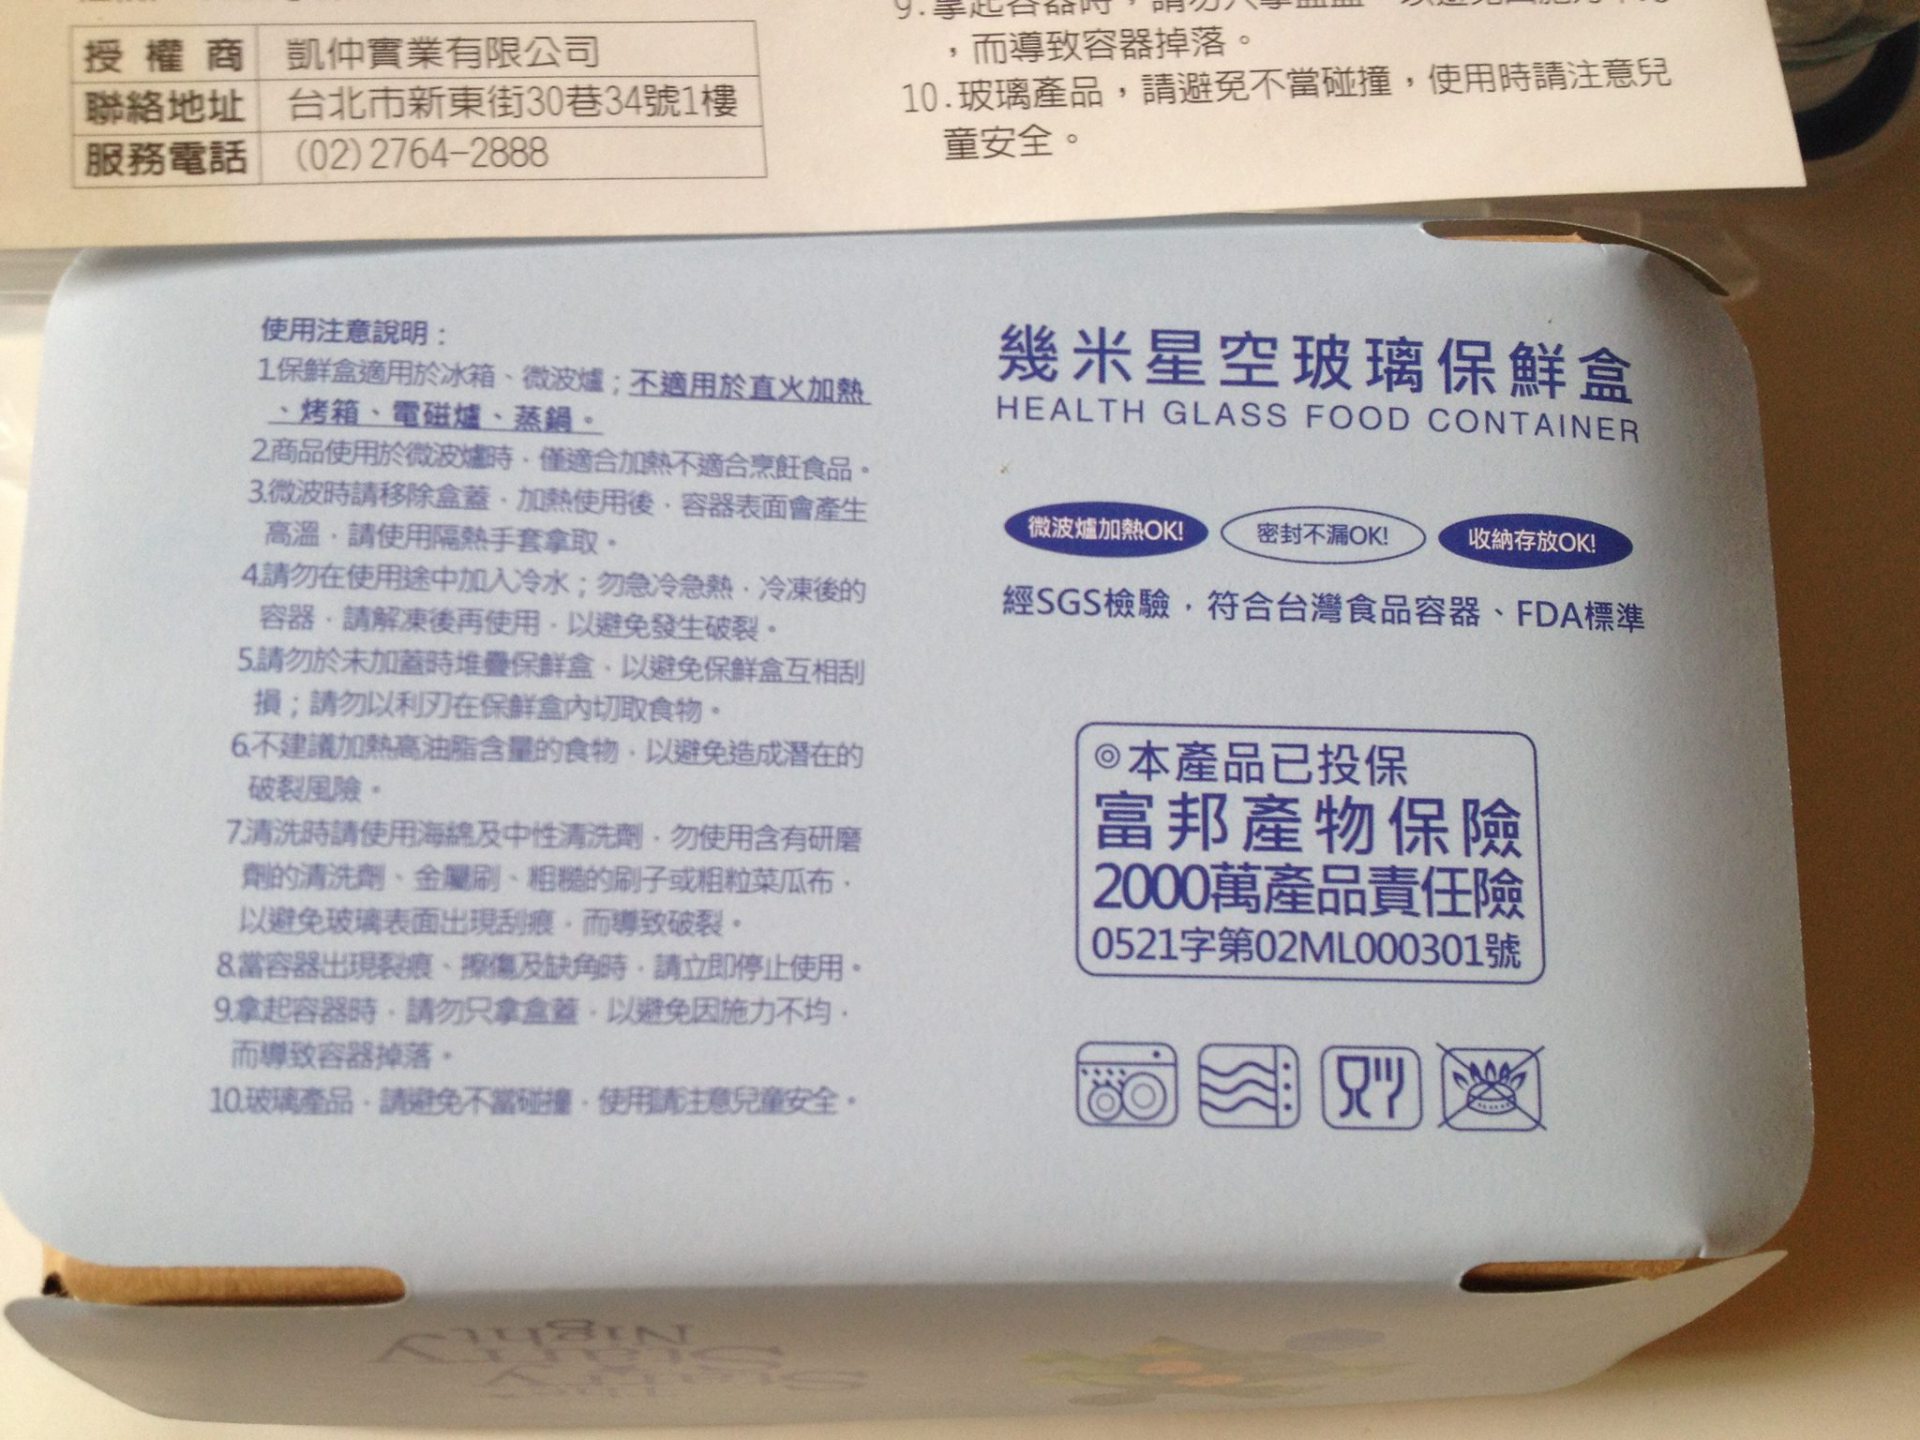 授權商 凱仲實業有限公司
聯絡地址 台北市新東街30巷34號1樓
服務電話 (02)2764-2888
，而導致容器掉落。
10.玻璃產品，請避免不當碰撞，使用時請注意兒
童安全。
使用注意說明：
1.保鮮盒適用於冰箱、微波爐；不適用於直火加熱
、烤箱、電磁爐、蒸鍋。
2.商品使用於微波爐時，僅適合加熱不適合烹飪食品。
3.微波時請移除盒蓋，加熱使用後，容器表面會產生
高溫，請使用隔熱手套拿取。
4.請勿在使用途中加入冷水；勿急冷急熱，冷凍後的
容器，請解凍後再使用，以避免發生破裂。
5.請勿於未加蓋時堆疊保鮮盒，以避免保鮮盒互相刮
損；請勿以利刃在保鮮盒內切取食物。
6.不建議加熱高油脂含量的食物，以避免造成潛在的
破裂風險。
7.清洗時請使用海綿及中性清洗劑，勿使用含有研磨
劑的清洗劑、金屬刷、粗糙的刷子或粗粒菜瓜布，
以避免玻璃表面出現刮痕，而導致破裂。
8.當容器出現裂痕、擦傷及缺角時，請立即停止使用。
9.拿起容器時，請勿只拿盒蓋，以避免因施力不均，
而導致容器掉落。
10.玻璃產品，請避免不當碰撞，使用請注意兒童安全。
幾米星空玻璃保鮮盒
HEALTH GLASS FOOD CONTAINER
微波爐加熱OK! 密封不漏OK! 收納存放OK!
經SGS檢驗，符合台灣食品容器、FDA標準
◎本產品已投保
富邦產物保險
2000萬產品責任險
0521字第02ML000301號
Starry
Starry
Night